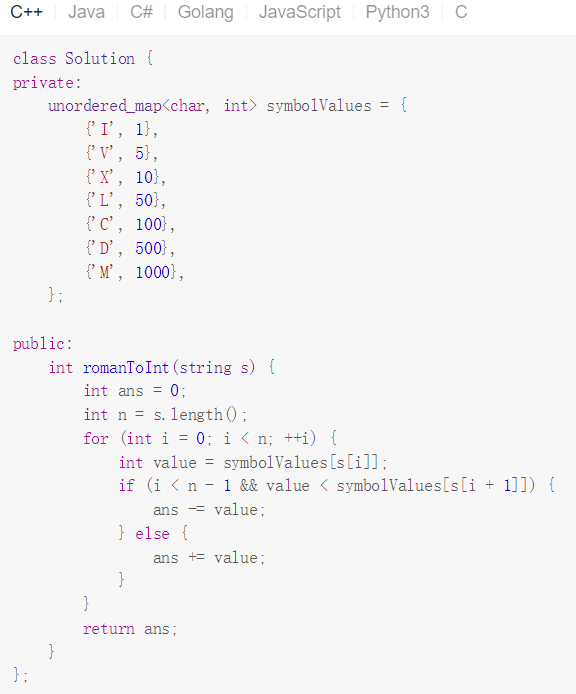 C++ Java C# Golang JavaScript Python3 C
class Solution {
private:
    unordered_map<char, int> symbolValues = {
        {'I', 1},
        {'V', 5},
        {'X', 10},
        {'L', 50},
        {'C', 100},
        {'D', 500},
        {'M', 1000},
    };

public:
    int romanToInt(string s) {
        int ans = 0;
        int n = s.length();
        for (int i = 0; i < n; ++i) {
            int value = symbolValues[s[i]];
            if (i < n - 1 && value < symbolValues[s[i + 1]]) {
                ans -= value;
            } else {
                ans += value;
            }
        }
        return ans;
    }
};